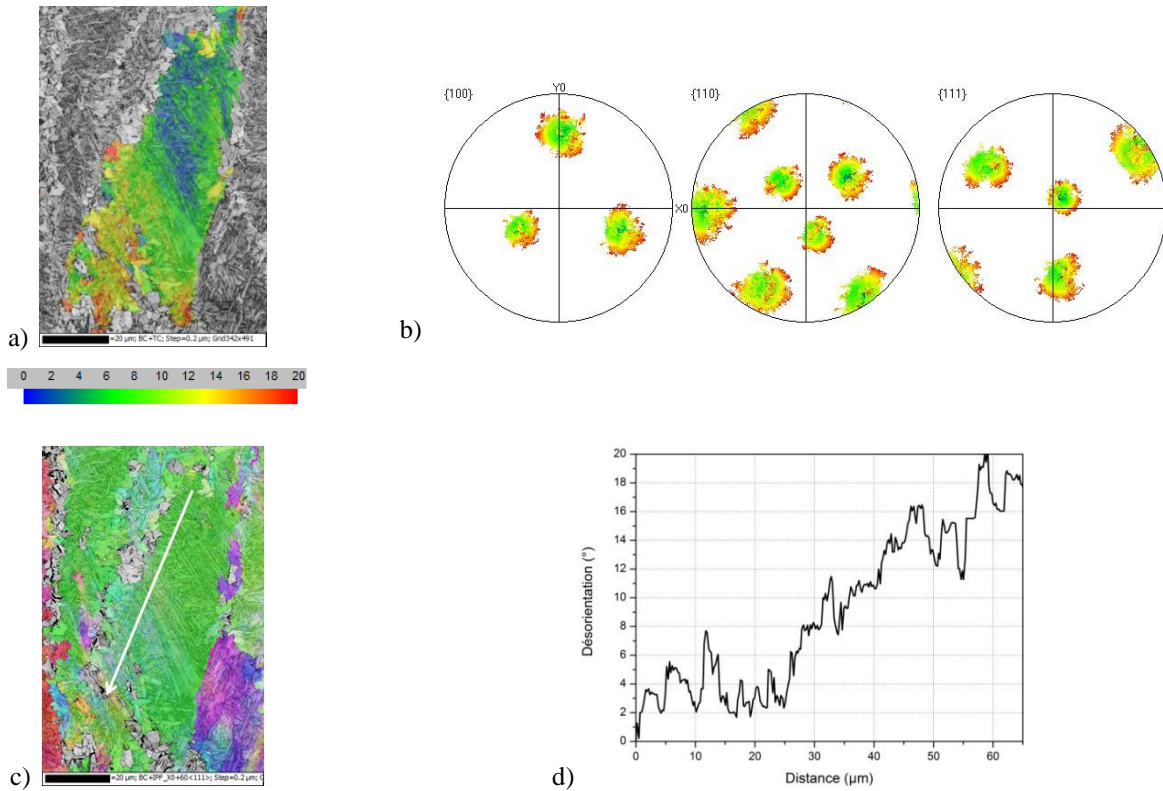 a)
=20 µm; BC+TC; Step=0.2 µm; Grid342x491
0 2 4 6 8 10 12 14 16 18 20
b)
{100}
Y0
{110}
X0
{111}
c)
=20 µm; BC+IPF_X0+60<111>; Step=0.2 µm; G
d)
20
18
16
14
12
10
8
6
4
2
0
Désorientation (°)
0 10 20 30 40 50 60
Distance (µm)